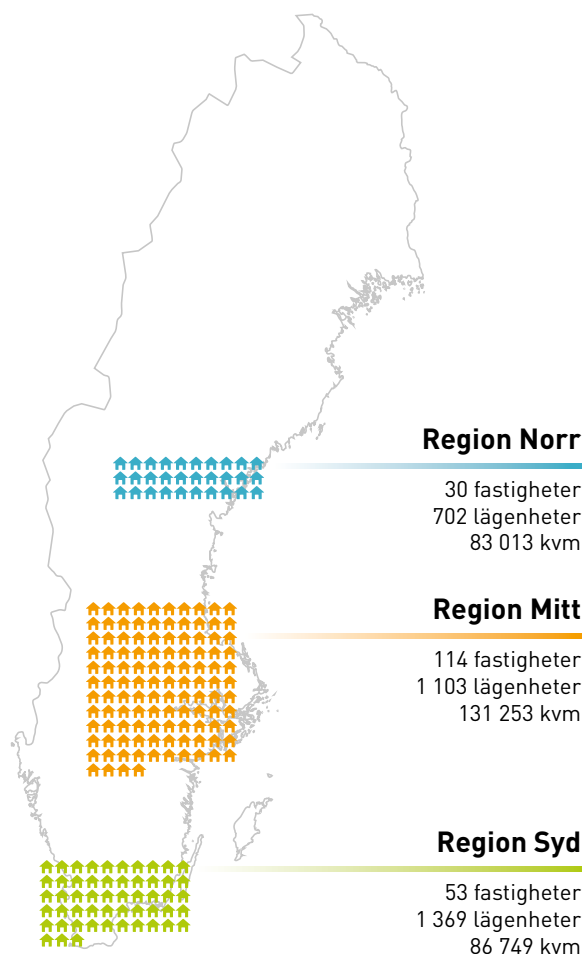 Region Norr
30 fastigheter
702 lägenheter
83 013 kvm
Region Mitt
114 fastigheter
1 103 lägenheter
131 253 kvm
Region Syd
53 fastigheter
1 369 lägenheter
86 749 kvm